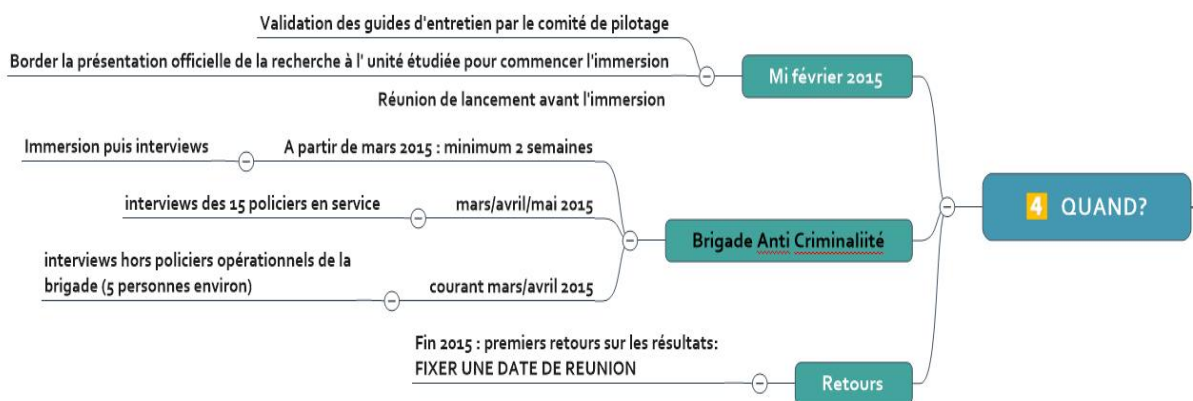 Validation des guides d'entretien par le comité de pilotage
Border la présentation officielle de la recherche à l' unité étudiée pour commencer l'immersion
Mi février 2015
Réunion de lancement avant l'immersion
Immersion puis interviews
A partir de mars 2015 : minimum 2 semaines
interviews des 15 policiers en service
mars/avril/mai 2015
4 QUAND?
Brigade Anti Criminaliité
interviews hors policiers opérationnels de la
brigade (5 personnes environ)
courant mars/avril 2015
Fin 2015 : premiers retours sur les résultats:
FIXER UNE DATE DE REUNION
Retours